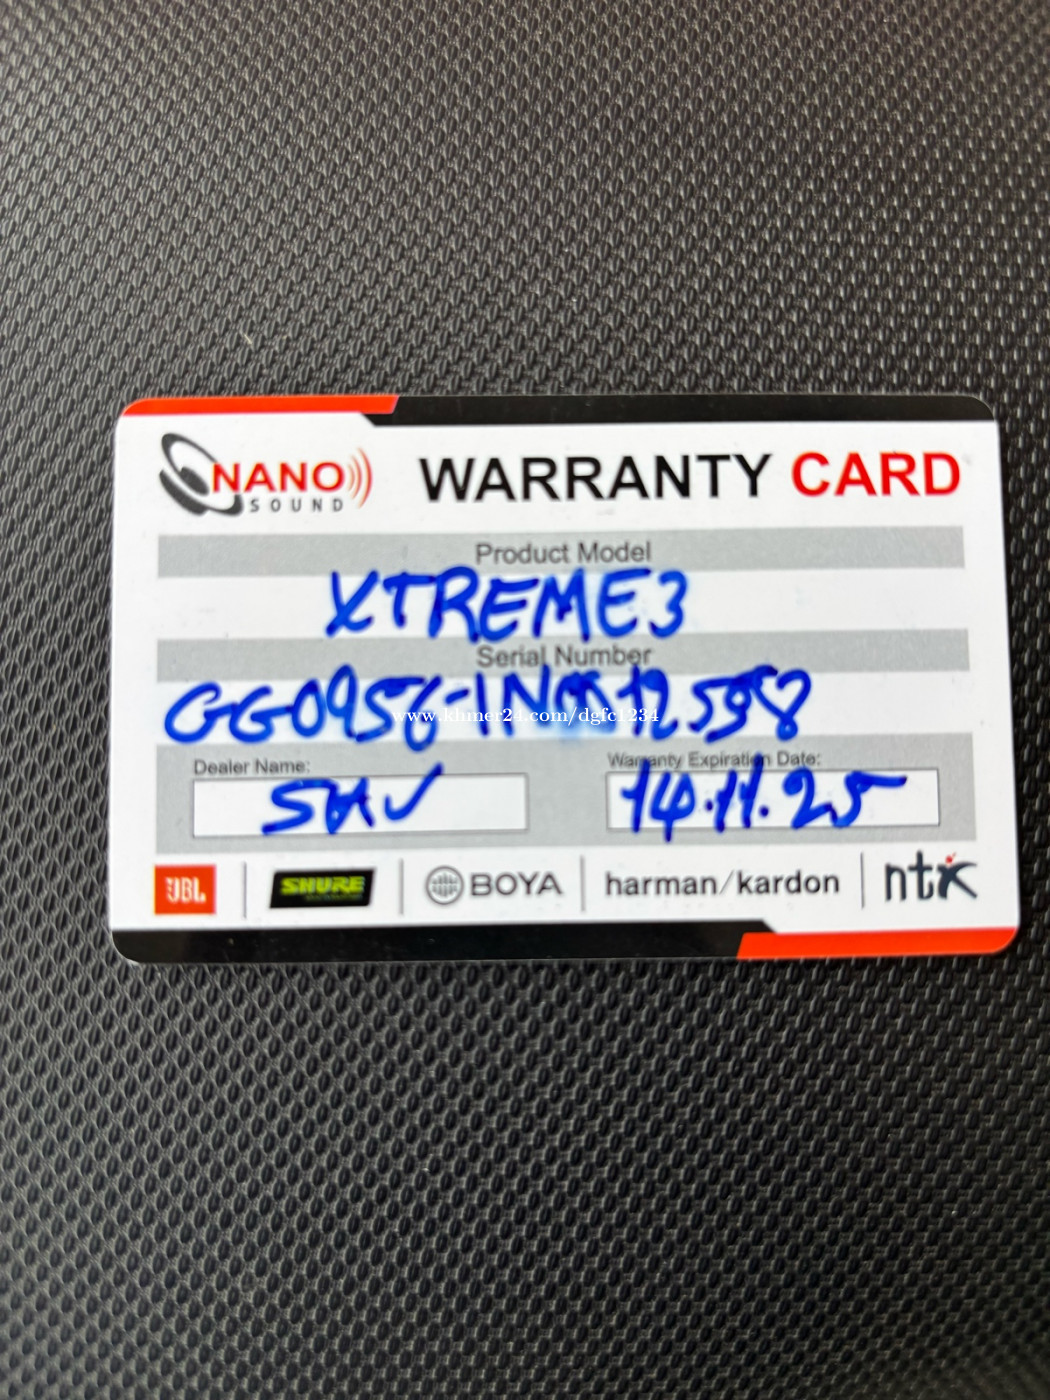 NANO
SOUND
WARRANTY CARD
Product Model
XTREME3
Serial Number
www.khmer24.com/dgfc1234
Dealer Name:
Warranty Expiration Date:
14.11.25
JBL
SHURE
BOYA
harman/kardon
ntk